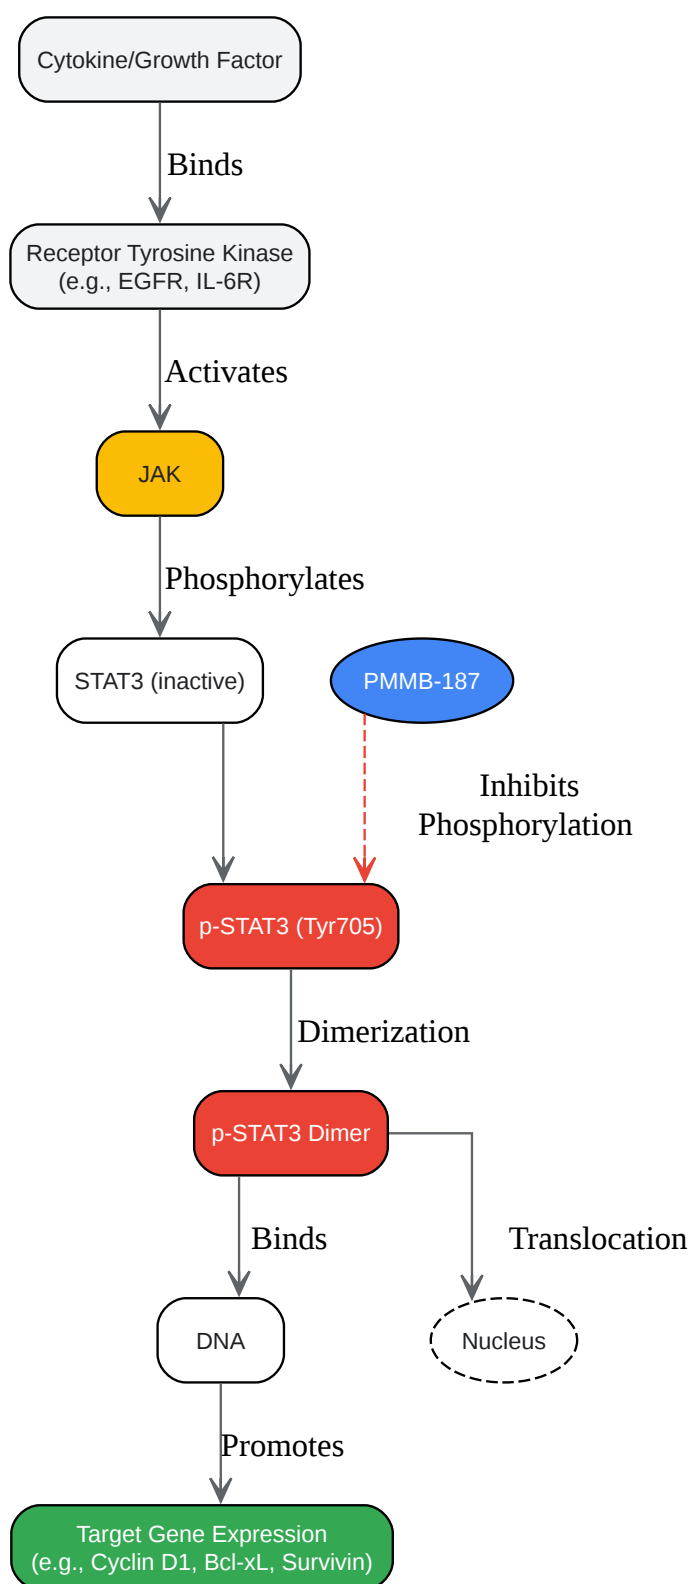 Cytokine/Growth Factor
Binds
Receptor Tyrosine Kinase
(e.g., EGFR, IL-6R)
Activates
JAK
Phosphorylates
STAT3 (inactive)
PMMB-187
Inhibits
Phosphorylation
p-STAT3 (Tyr705)
Dimerization
p-STAT3 Dimer
Binds
Translocation
DNA
Nucleus
Promotes
Target Gene Expression
(e.g., Cyclin D1, Bcl-xL, Survivin)